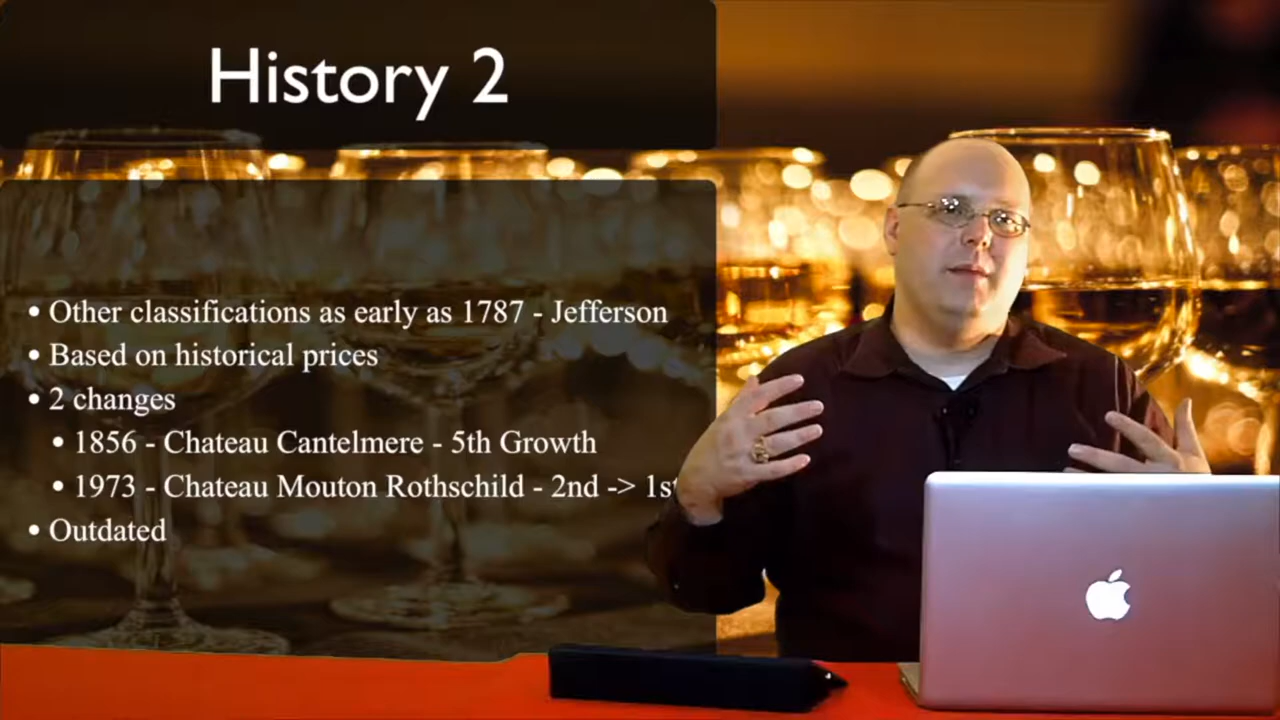 History 2
• Other classifications as early as 1787 - Jefferson
• Based on historical prices
• 2 changes
• 1856 - Chateau Cantelmere - 5th Growth
• 1973 - Chateau Mouton Rothschild - 2nd -> 1st
• Outdated